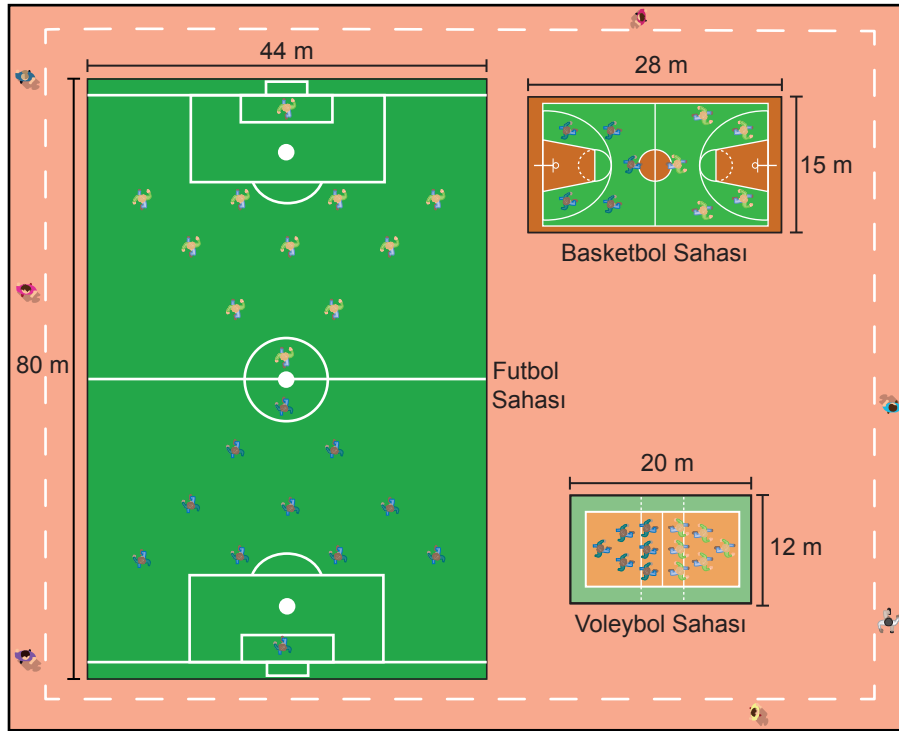 44 m
28 m
15 m
Basketbol Sahası
80 m
Futbol
Sahası
20 m
12 m
Voleybol Sahası